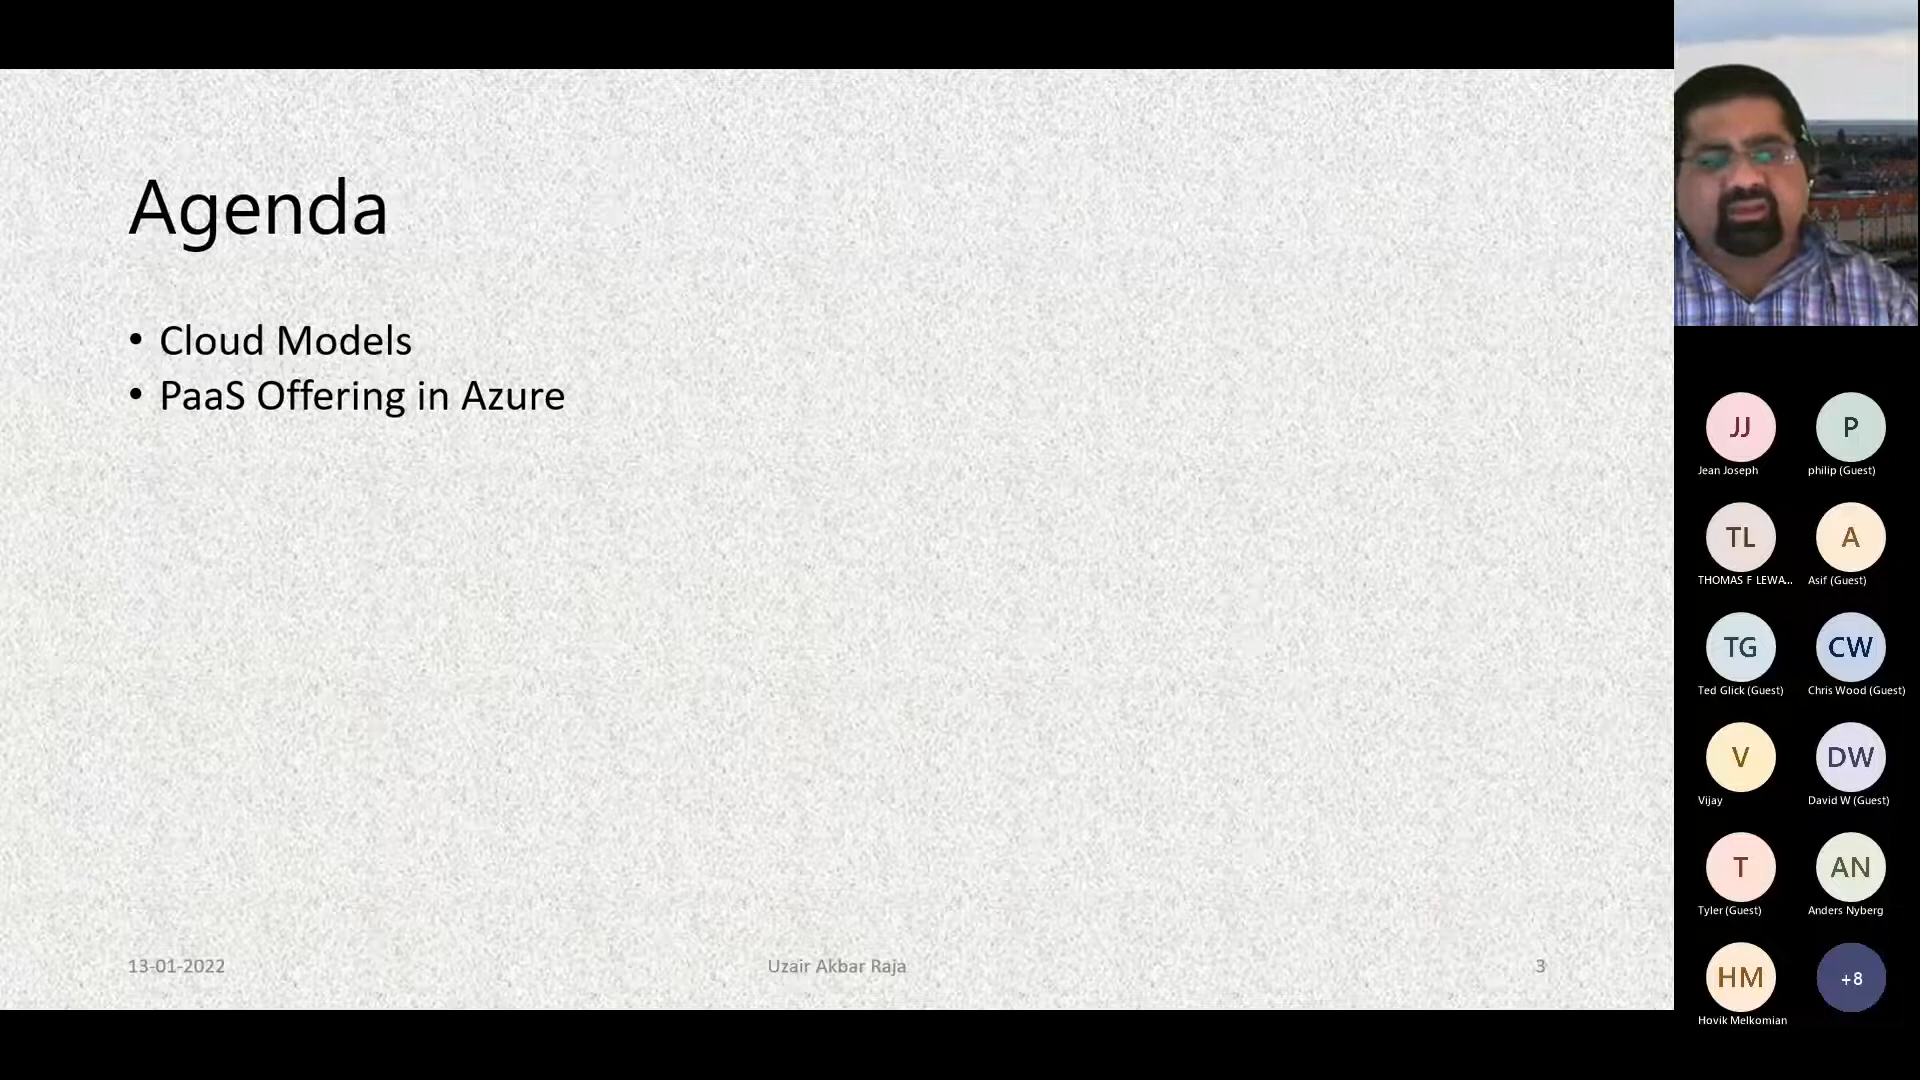 Agenda
• Cloud Models
• PaaS Offering in Azure
13-01-2022
Uzair Akbar Raja
3
JJ
Jean Joseph
P
philip (Guest)
TL
THOMAS F LEWA...
A
Asif (Guest)
TG
Ted Glick (Guest)
CW
Chris Wood (Guest)
V
Vijay
DW
David W (Guest)
T
Tyler (Guest)
AN
Anders Nyberg
HM
Hovik Melkomian
+8